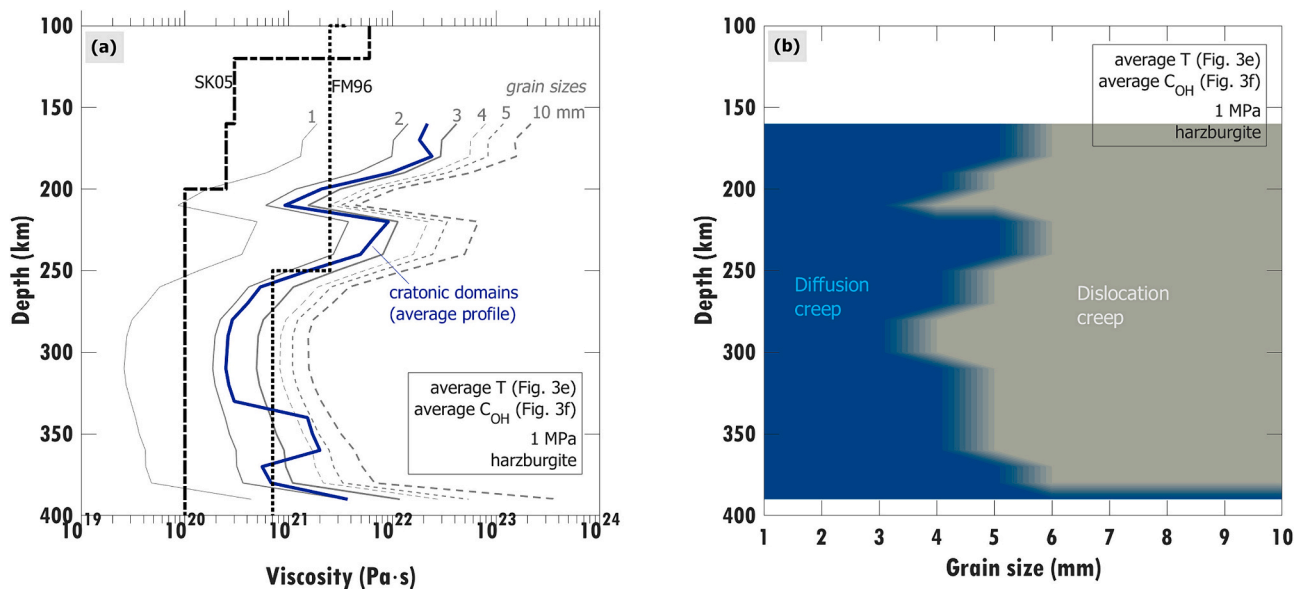 (a)
100
150
200
250
300
350
400
Depth (km)
SK05
FM96
grain sizes
1
2
3
4
5
10 mm
cratonic domains
(average profile)
average T (Fig. 3e)
average C_OH (Fig. 3f)
1 MPa
harzburgite
10^19
10^20
10^21
10^22
10^23
10^24
Viscosity (Pa·s)
(b)
100
150
200
250
300
350
400
Depth (km)
average T (Fig. 3e)
average C_OH (Fig. 3f)
1 MPa
harzburgite
Diffusion
creep
Dislocation
creep
1
2
3
4
5
6
7
8
9
10
Grain size (mm)